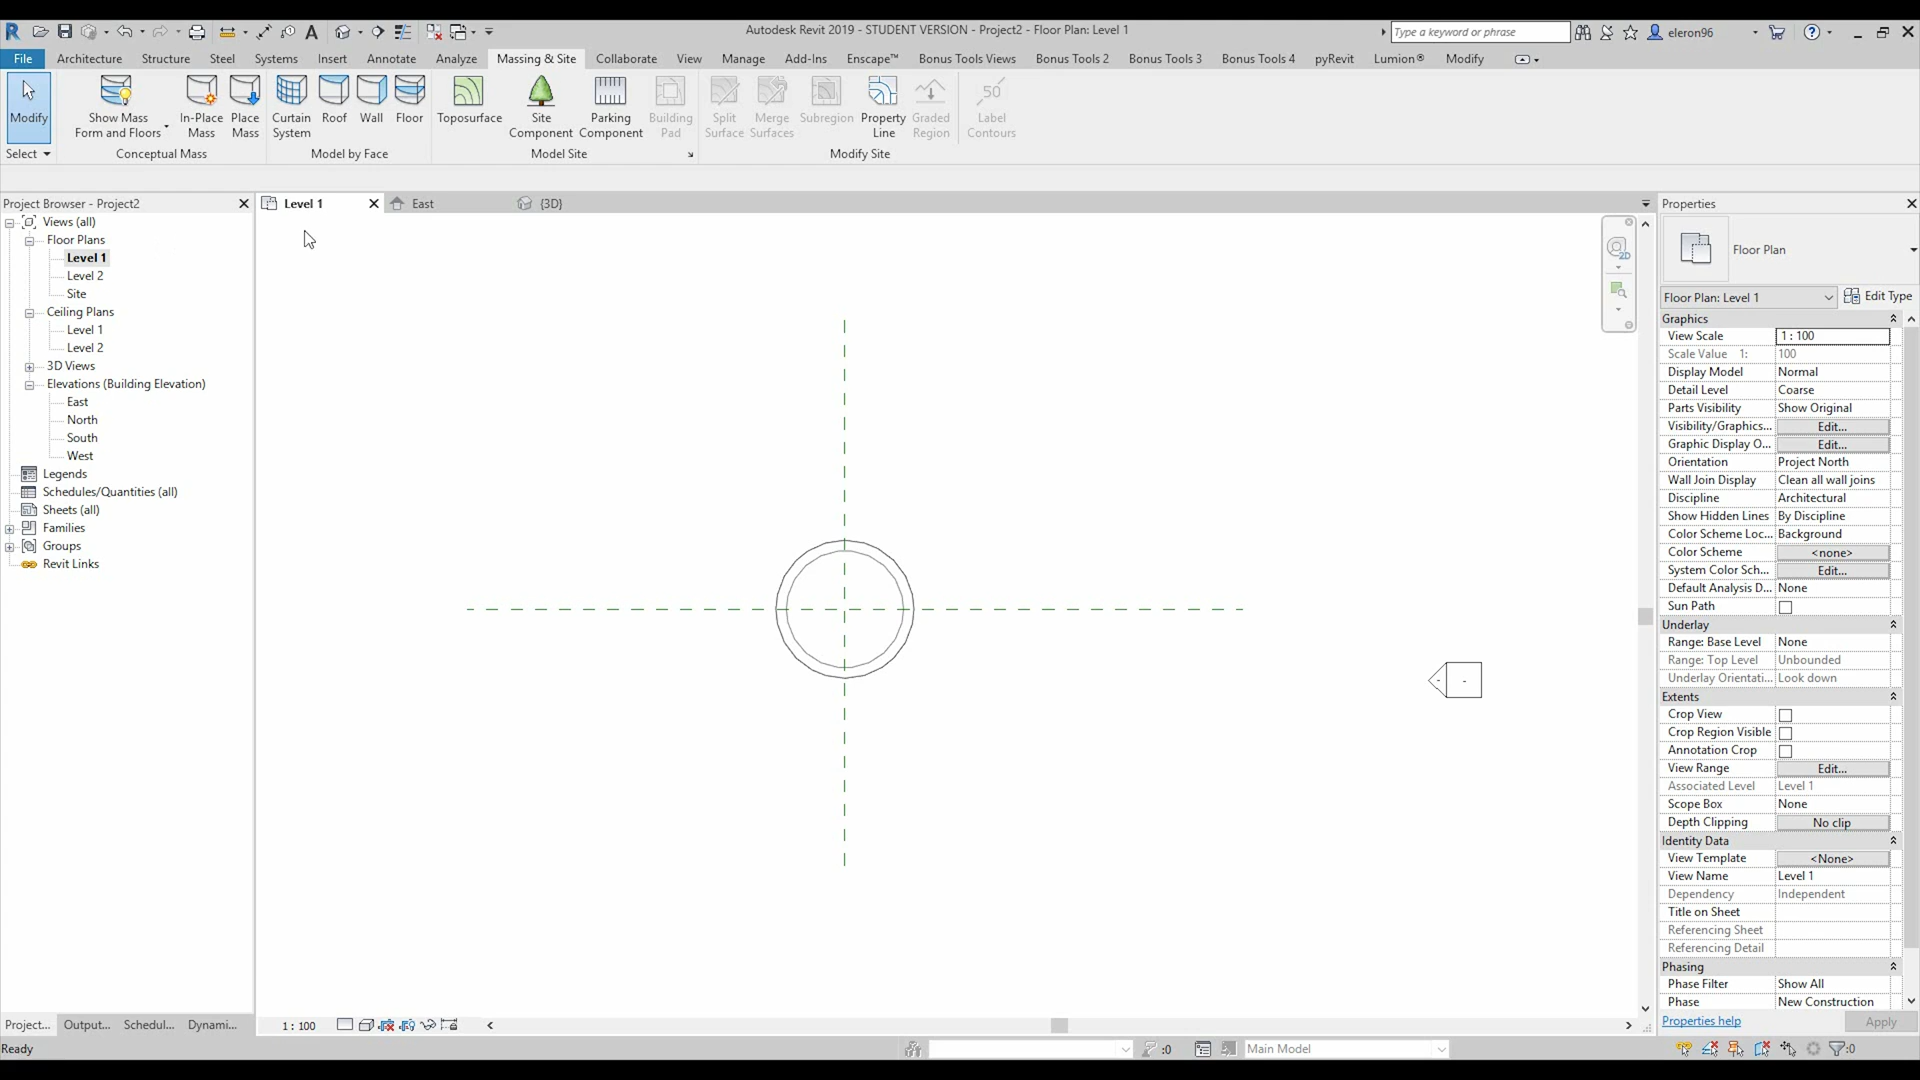 Autodesk Revit 2019 - STUDENT VERSION - Project2 - Floor Plan: Level 1
Type a keyword or phrase
eleron96
File Architecture Structure Steel Systems Insert Annotate Analyze Massing & Site Collaborate View Manage Add-Ins Enscape™ Bonus Tools Views Bonus Tools 2 Bonus Tools 3 Bonus Tools 4 pyRevit Lumion® Modify
Modify
Show Mass
Form and Floors
In-Place
Mass
Place
Mass
Curtain
System
Roof
Wall
Floor
Toposurface
Site
Component
Parking
Component
Building
Pad
Split
Surface
Merge
Surfaces
Subregion
Property
Line
Graded
Region
50
Label
Contours
Select Conceptual Mass Model by Face Model Site Modify Site
Project Browser - Project2
Views (all)
Floor Plans
Level 1
Level 2
Site
Ceiling Plans
Level 1
Level 2
3D Views
Elevations (Building Elevation)
East
North
South
West
Legends
Schedules/Quantities (all)
Sheets (all)
Families
Groups
Revit Links
Project... Output... Schedul... Dynami...
Level 1 East {3D}
2D
1 : 100
Properties
Floor Plan
Floor Plan: Level 1 Edit Type
Graphics
View Scale 1 : 100
Scale Value 1: 100
Display Model Normal
Detail Level Coarse
Parts Visibility Show Original
Visibility/Graphics... Edit...
Graphic Display O... Edit...
Orientation Project North
Wall Join Display Clean all wall joins
Discipline Architectural
Show Hidden Lines By Discipline
Color Scheme Loc... Background
Color Scheme <none>
System Color Sch... Edit...
Default Analysis D... None
Sun Path
Underlay
Range: Base Level None
Range: Top Level Unbounded
Underlay Orientati... Look down
Extents
Crop View
Crop Region Visible
Annotation Crop
View Range Edit...
Associated Level Level 1
Scope Box None
Depth Clipping No clip
Identity Data
View Template <None>
View Name Level 1
Dependency Independent
Title on Sheet
Referencing Sheet
Referencing Detail
Phasing
Phase Filter Show All
Phase New Construction
Properties help Apply
Ready
:0
Main Model
:0